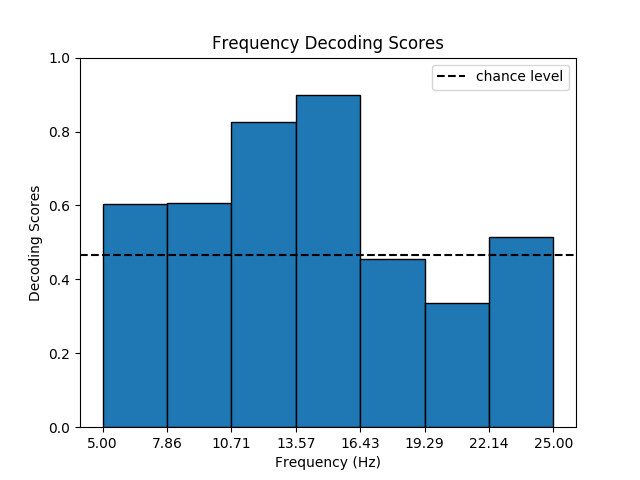 Frequency Decoding Scores
chance level
1.0
0.8
0.6
0.4
0.2
0.0
Decoding Scores
5.00 7.86 10.71 13.57 16.43 19.29 22.14 25.00
Frequency (Hz)